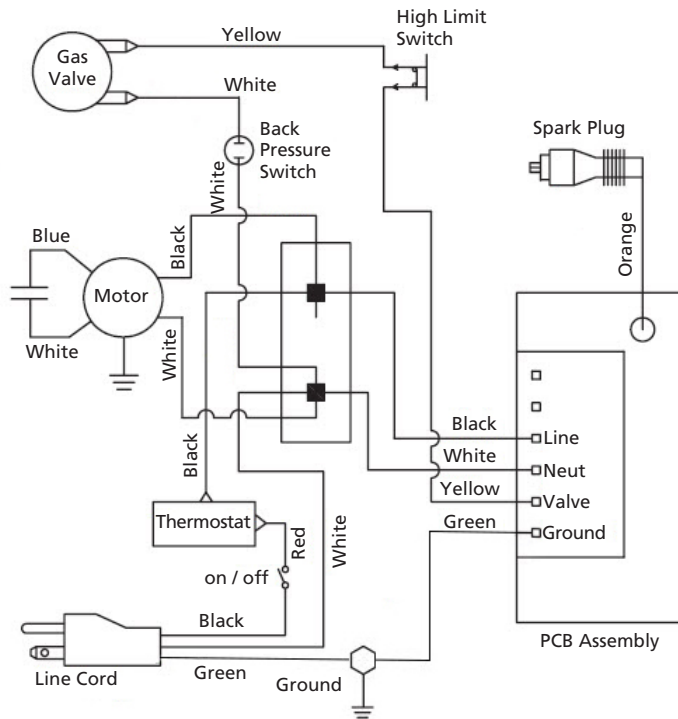 High Limit
Switch
Yellow
Gas
Valve
White
Back
Pressure
Switch
Spark Plug
White
Orange
Black
Blue
Motor
White
White
Black
Line
White
Neut
Yellow
Valve
Green
Ground
Black
Thermostat
Red
White
on / off
Black
PCB Assembly
Line Cord
Green
Ground